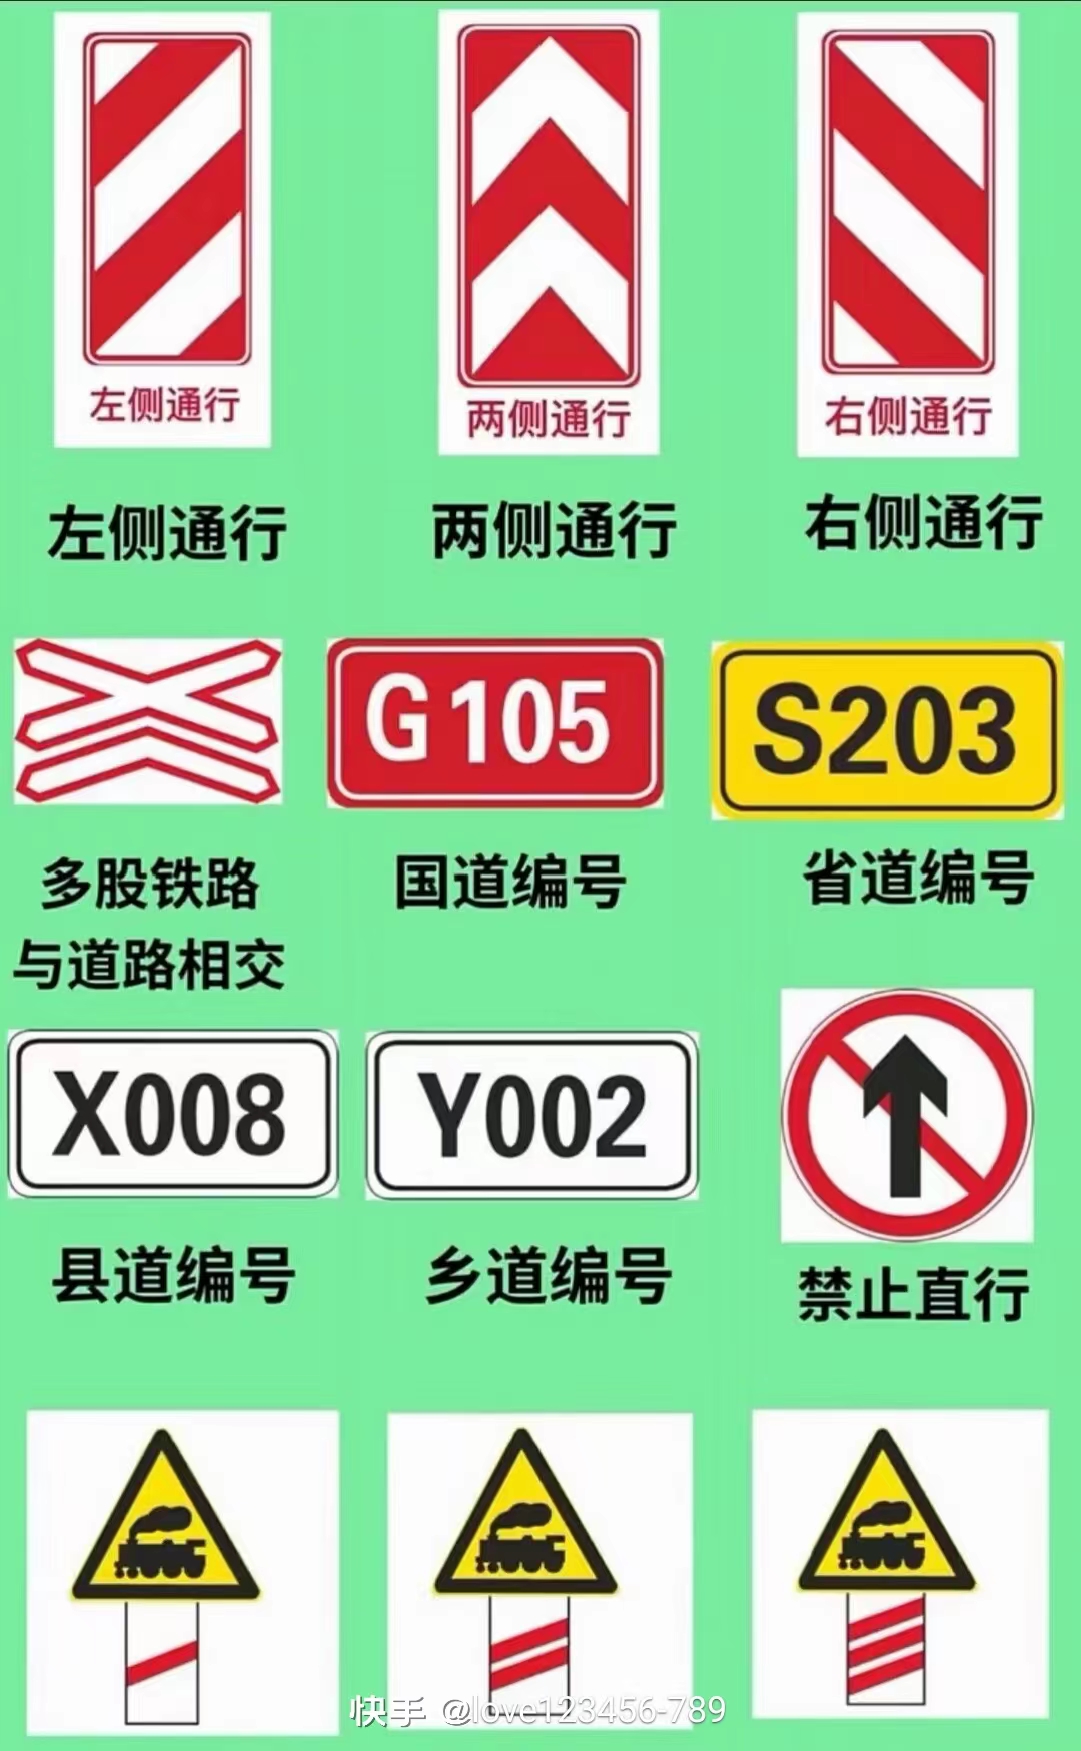 左侧通行
两侧通行
右侧通行
左侧通行
两侧通行
右侧通行
G105
S203
多股铁路
与道路相交
国道编号
省道编号
X008
Y002
县道编号
乡道编号
禁止直行
快手 @love123456-789